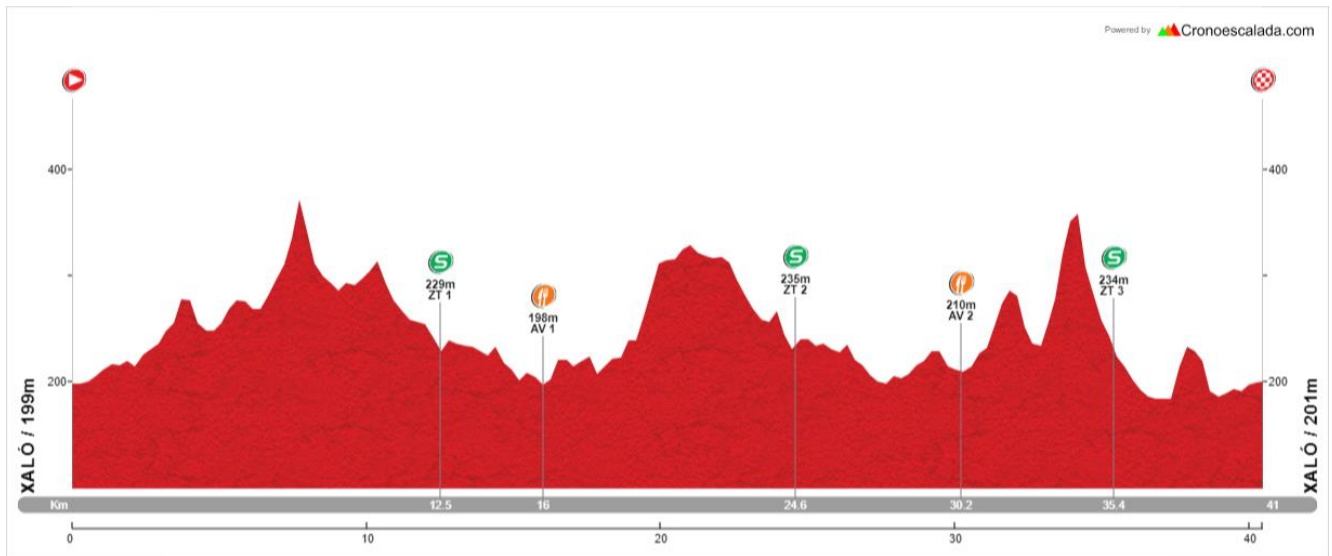 Powered by Cronoescalada.com
400
400
S
229m
ZT 1
198m
AV 1
S
235m
ZT 2
210m
AV 2
S
234m
ZT 3
200
200
XALÓ / 199m
XALÓ / 201m
Km
12.5
16
24.6
30.2
35.4
41
0
10
20
30
40